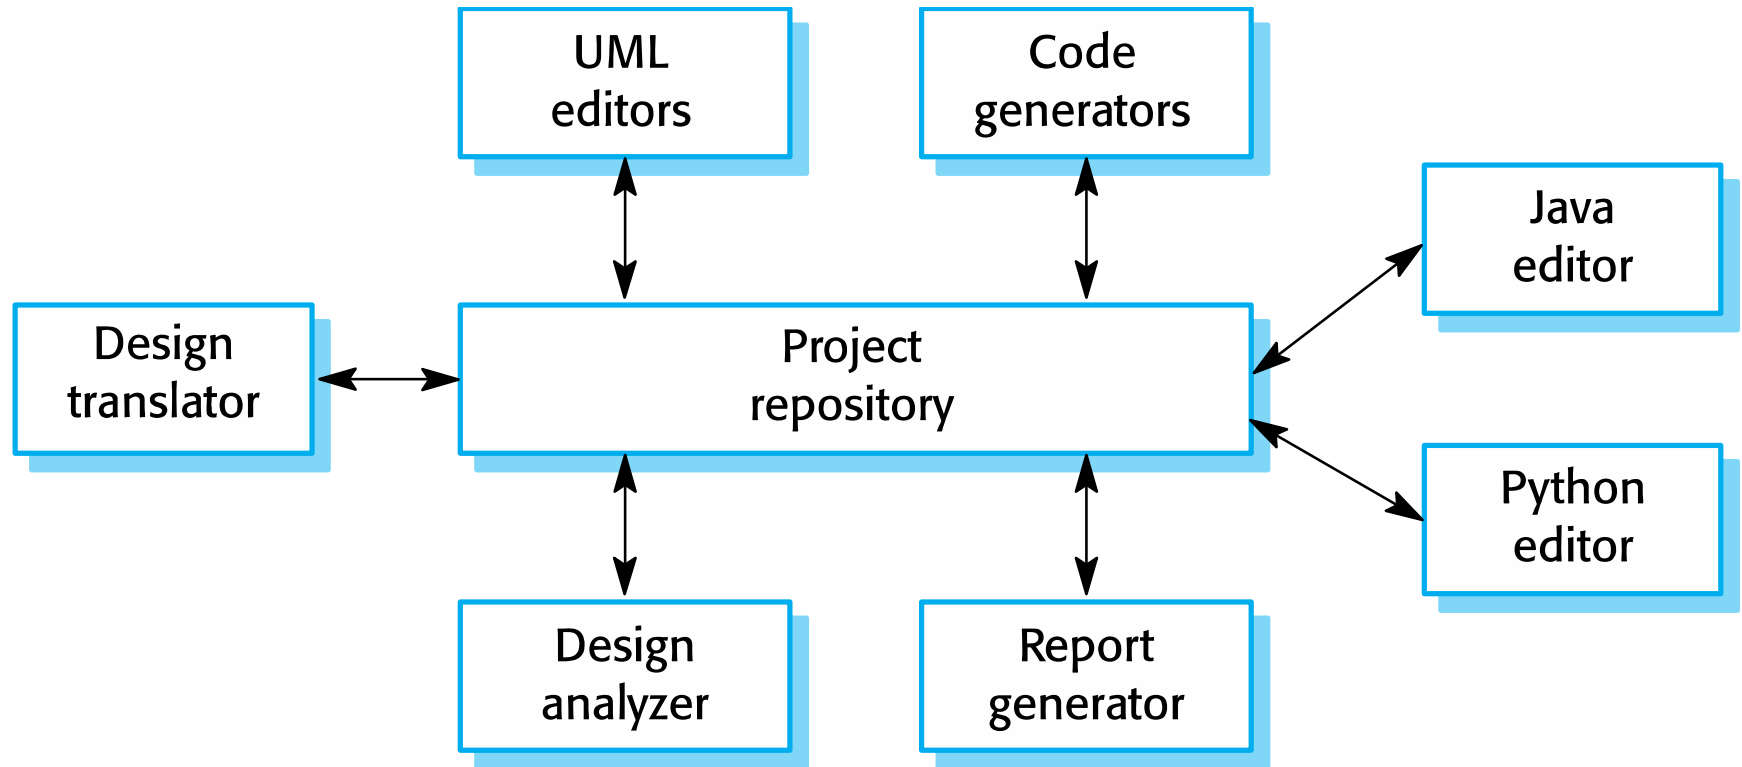 UML
editors
Code
generators
Java
editor
Design
translator
Project
repository
Python
editor
Design
analyzer
Report
generator